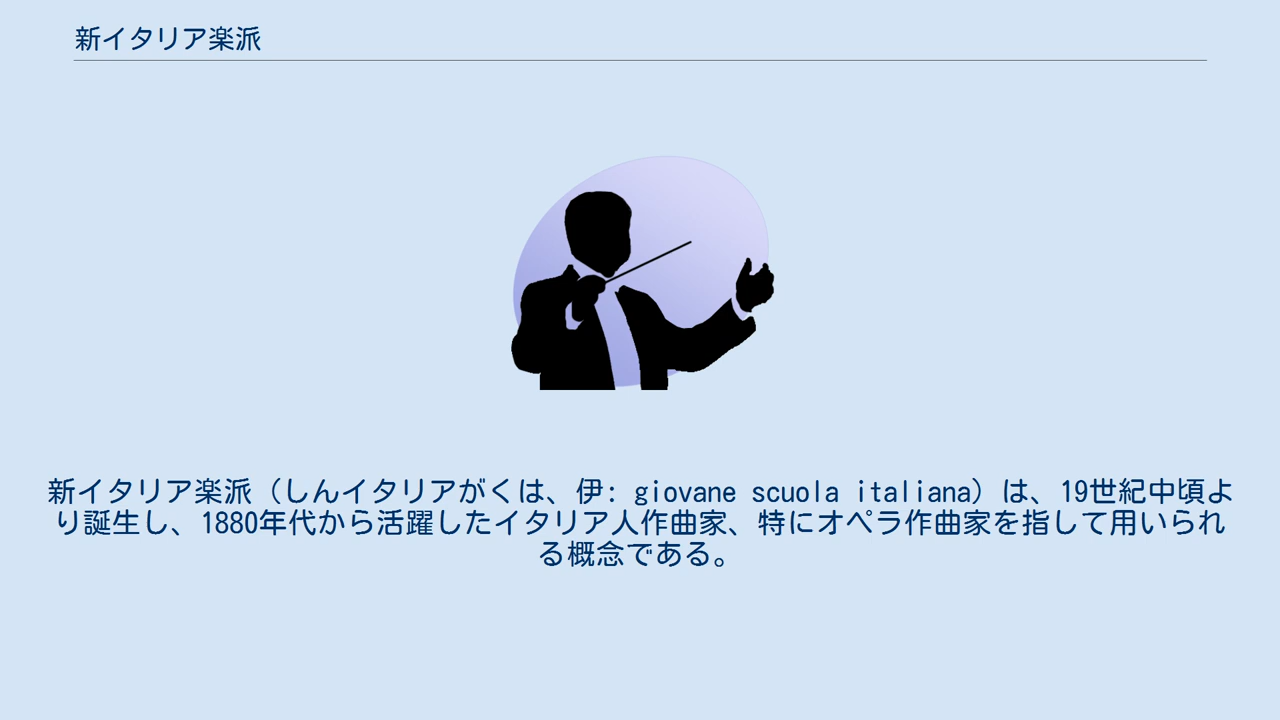 新イタリア楽派
新イタリア楽派（しんイタリアがくは、伊: giovane scuola italiana）は、19世紀中頃よ
り誕生し、1880年代から活躍したイタリア人作曲家、特にオペラ作曲家を指して用いられ
る概念である。